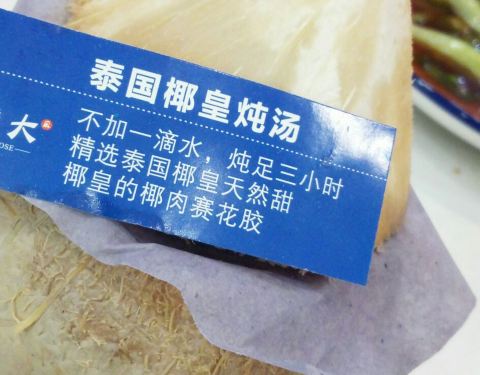 泰国椰皇炖汤
大
OSE
不加一滴水，炖足三小时
精选泰国椰皇天然甜
椰皇的椰肉赛花胶